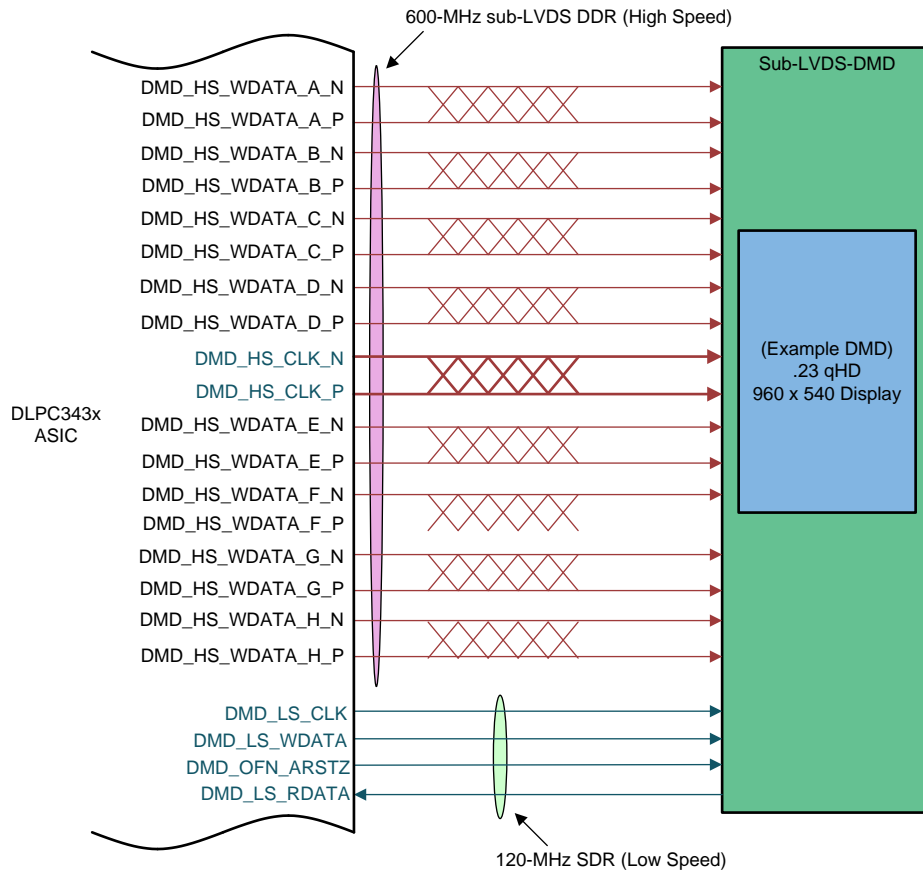 600-MHz sub-LVDS DDR (High Speed)
Sub-LVDS-DMD
DMD_HS_WDATA_A_N
DMD_HS_WDATA_A_P
DMD_HS_WDATA_B_N
DMD_HS_WDATA_B_P
DMD_HS_WDATA_C_N
DMD_HS_WDATA_C_P
DMD_HS_WDATA_D_N
DMD_HS_WDATA_D_P
DMD_HS_CLK_N
DMD_HS_CLK_P
DMD_HS_WDATA_E_N
DMD_HS_WDATA_E_P
DMD_HS_WDATA_F_N
DMD_HS_WDATA_F_P
DMD_HS_WDATA_G_N
DMD_HS_WDATA_G_P
DMD_HS_WDATA_H_N
DMD_HS_WDATA_H_P
DLPC343x
ASIC
(Example DMD)
.23 qHD
960 x 540 Display
DMD_LS_CLK
DMD_LS_WDATA
DMD_OFN_ARSTZ
DMD_LS_RDATA
120-MHz SDR (Low Speed)